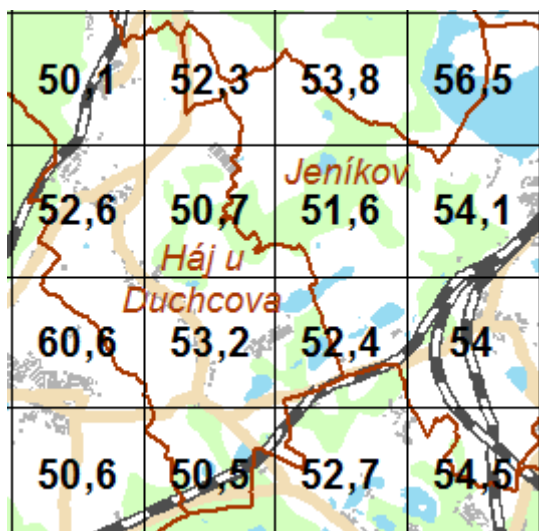 50,1 52,3 53,8 56,5
Jeníkov
52,6 50,7 51,6 54,1
Háj u
Duchcova
60,6 53,2 52,4 54
50,6 50,5 52,7 54,5